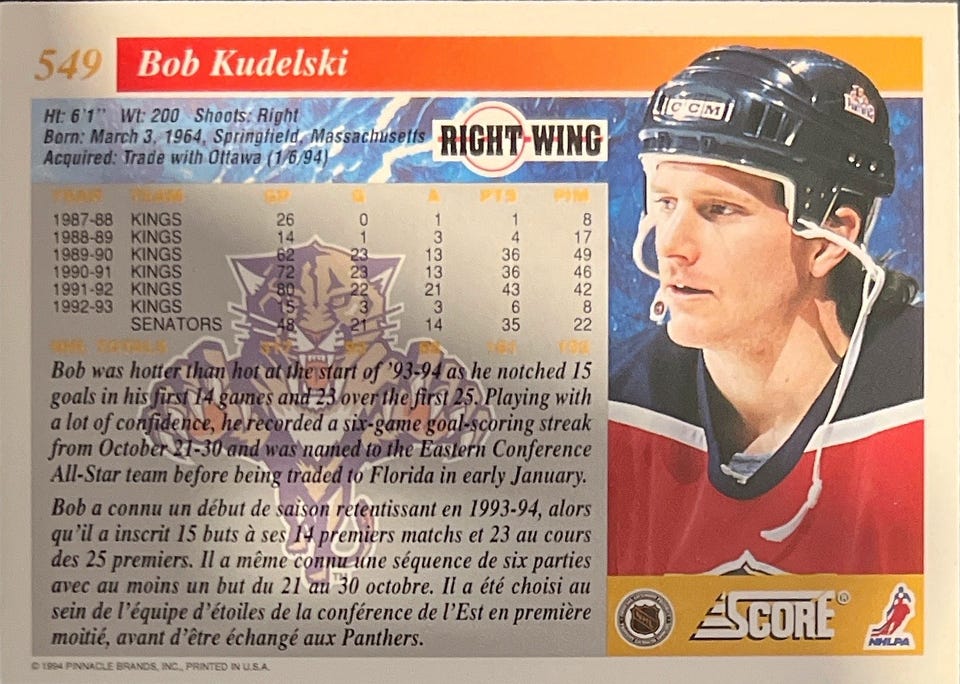 549 Bob Kudelski
Ht: 6'1" Wt: 200 Shoots: Right
Born: March 3, 1964, Springfield, Massachusetts
Acquired: Trade with Ottawa (1/6/94)
RIGHT WING
CCM
YEAR TEAM GP G A PTS PIM
1987-88 KINGS 26 0 1 1 8
1988-89 KINGS 14 1 3 4 17
1989-90 KINGS 62 23 13 36 49
1990-91 KINGS 72 23 13 36 46
1991-92 KINGS 80 22 21 43 42
1992-93 KINGS 15 3 3 6 8
SENATORS 48 21 14 35 22
NHL TOTALS
Bob was hotter than hot at the start of '93-94 as he notched 15
goals in his first 14 games and 23 over the first 25. Playing with
a lot of confidence, he recorded a six-game goal-scoring streak
from October 21-30 and was named to the Eastern Conference
All-Star team before being traded to Florida in early January.
Bob a connu un début de saison retentissant en 1993-94, alors
qu'il a inscrit 15 buts à ses 14 premiers matchs et 23 au cours
des 25 premiers. Il a même connu une séquence de six parties
avec au moins un but du 21 au 30 octobre. Il a été choisi au
sein de l'équipe d'étoiles de la conférence de l'Est en première
moitié, avant d'être échangé aux Panthers.
NHL
SCORE®
NHLPA
© 1994 PINNACLE BRANDS, INC., PRINTED IN U.S.A.